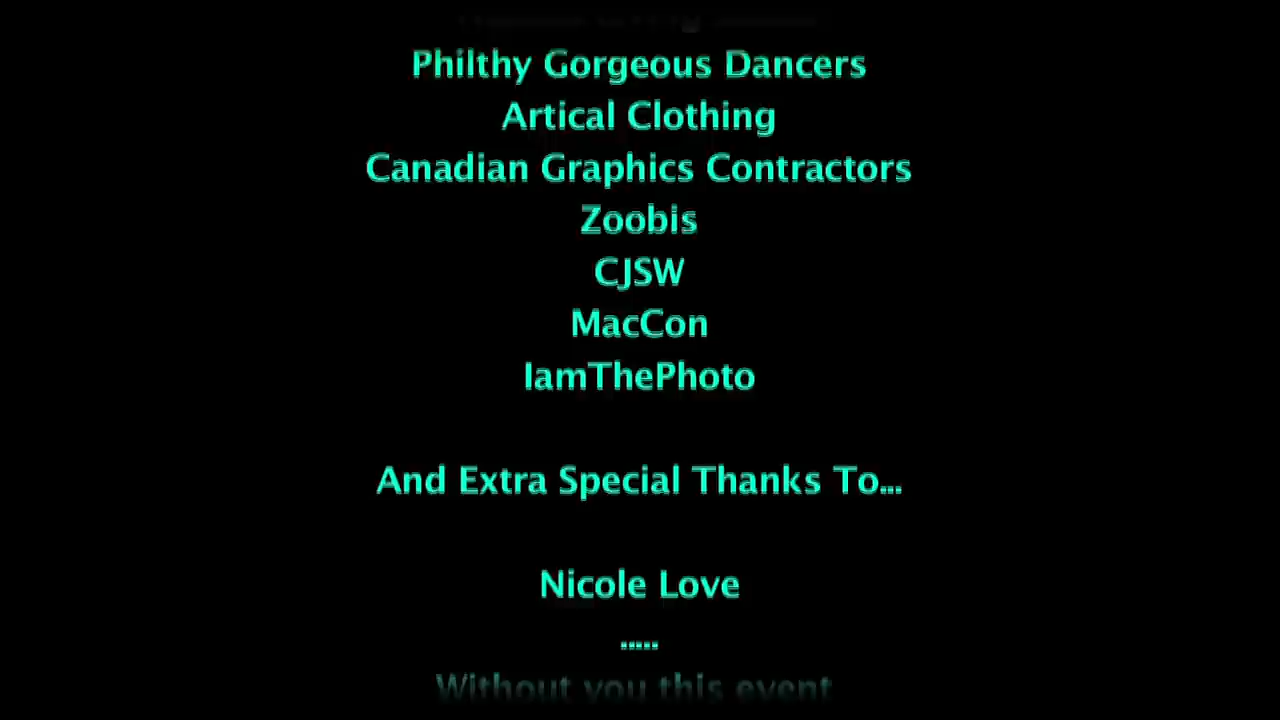 Philthy Gorgeous Dancers
Artical Clothing
Canadian Graphics Contractors
Zoobis
CJSW
MacCon
IamThePhoto
And Extra Special Thanks To...
Nicole Love
.....
Without you this event